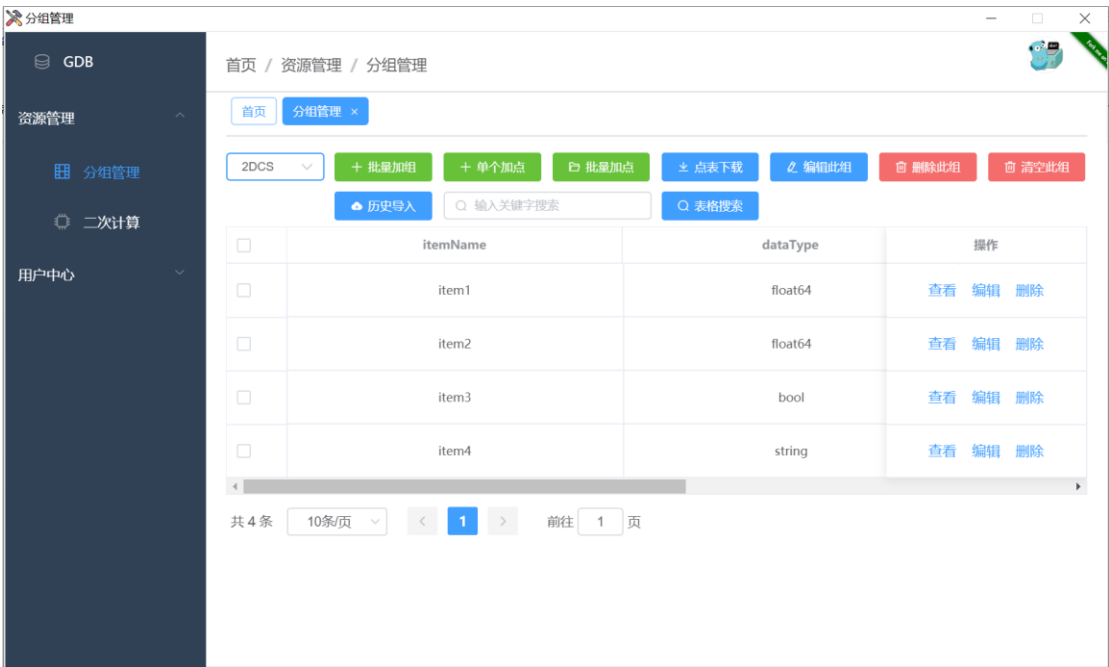 分组管理
GDB
资源管理
分组管理
二次计算
用户中心
首页 / 资源管理 / 分组管理
Fork me on
首页 分组管理 ×
2DCS + 批量加组 + 单个加点 批量加点 点表下载 编辑此组 删除此组 清空此组
历史导入 输入关键字搜索 表格搜索
itemName dataType 操作
item1 float64 查看 编辑 删除
item2 float64 查看 编辑 删除
item3 bool 查看 编辑 删除
item4 string 查看 编辑 删除
共 4 条 10条/页 < 1 > 前往 1 页